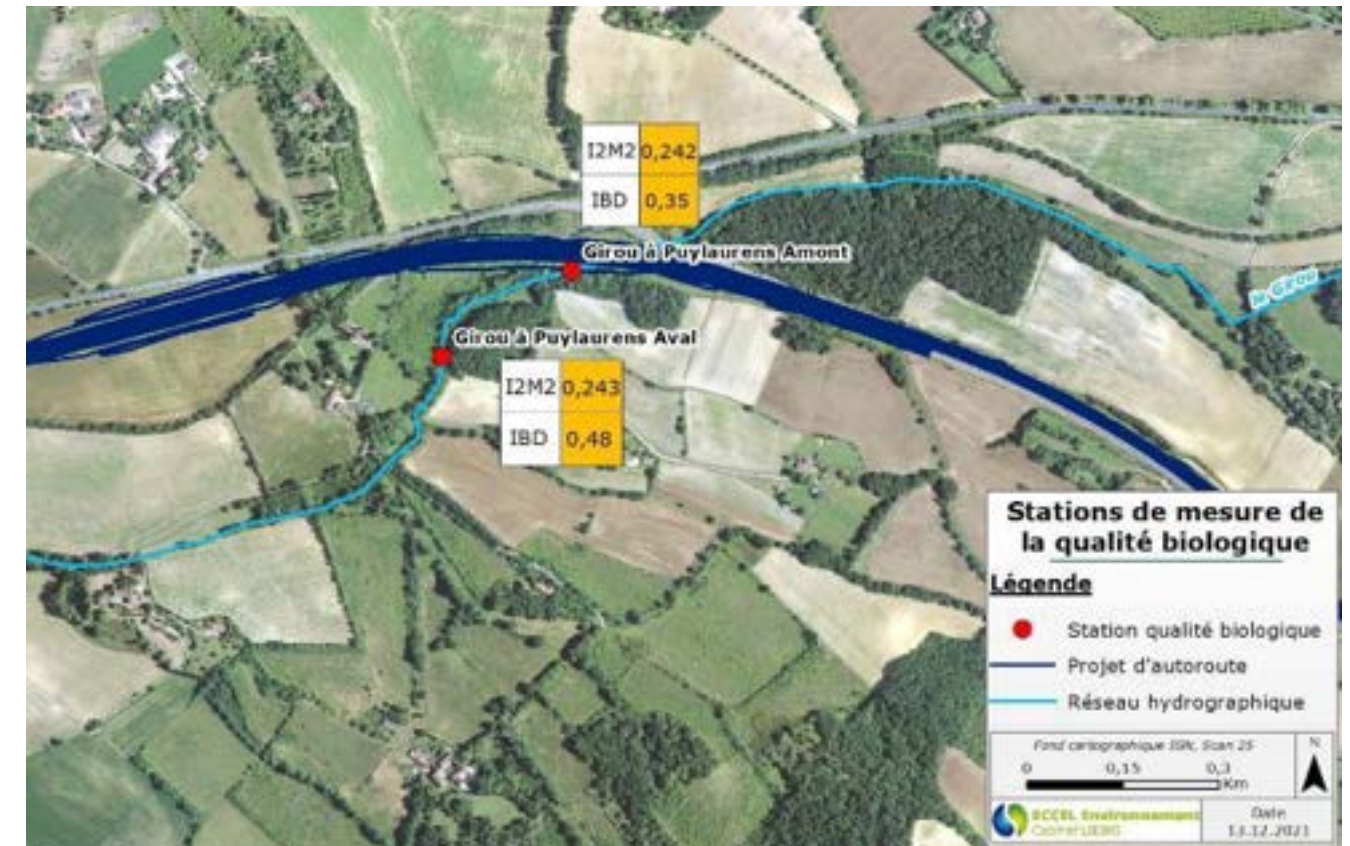 I2M2 0,242
IBD 0,35
Girou à Puylaurens Amont
le Girou
Girou à Puylaurens Aval
I2M2 0,243
IBD 0,48
Stations de mesure de
la qualité biologique
Légende
Station qualité biologique
Projet d'autoroute
Réseau hydrographique
Fond cartographique IGN, Scan 25
N
0 0,15 0,3
Km
ECCEL Environnement
Date
13.12.2021